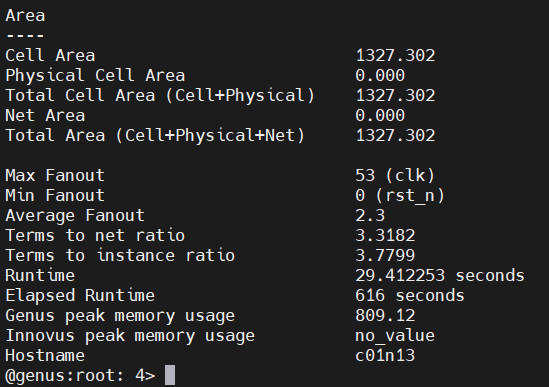 Area
----
Cell Area 1327.302
Physical Cell Area 0.000
Total Cell Area (Cell+Physical) 1327.302
Net Area 0.000
Total Area (Cell+Physical+Net) 1327.302
Max Fanout 53 (clk)
Min Fanout 0 (rst_n)
Average Fanout 2.3
Terms to net ratio 3.3182
Terms to instance ratio 3.7799
Runtime 29.412253 seconds
Elapsed Runtime 616 seconds
Genus peak memory usage 809.12
Innovus peak memory usage no_value
Hostname c01n13
@genus:root: 4>